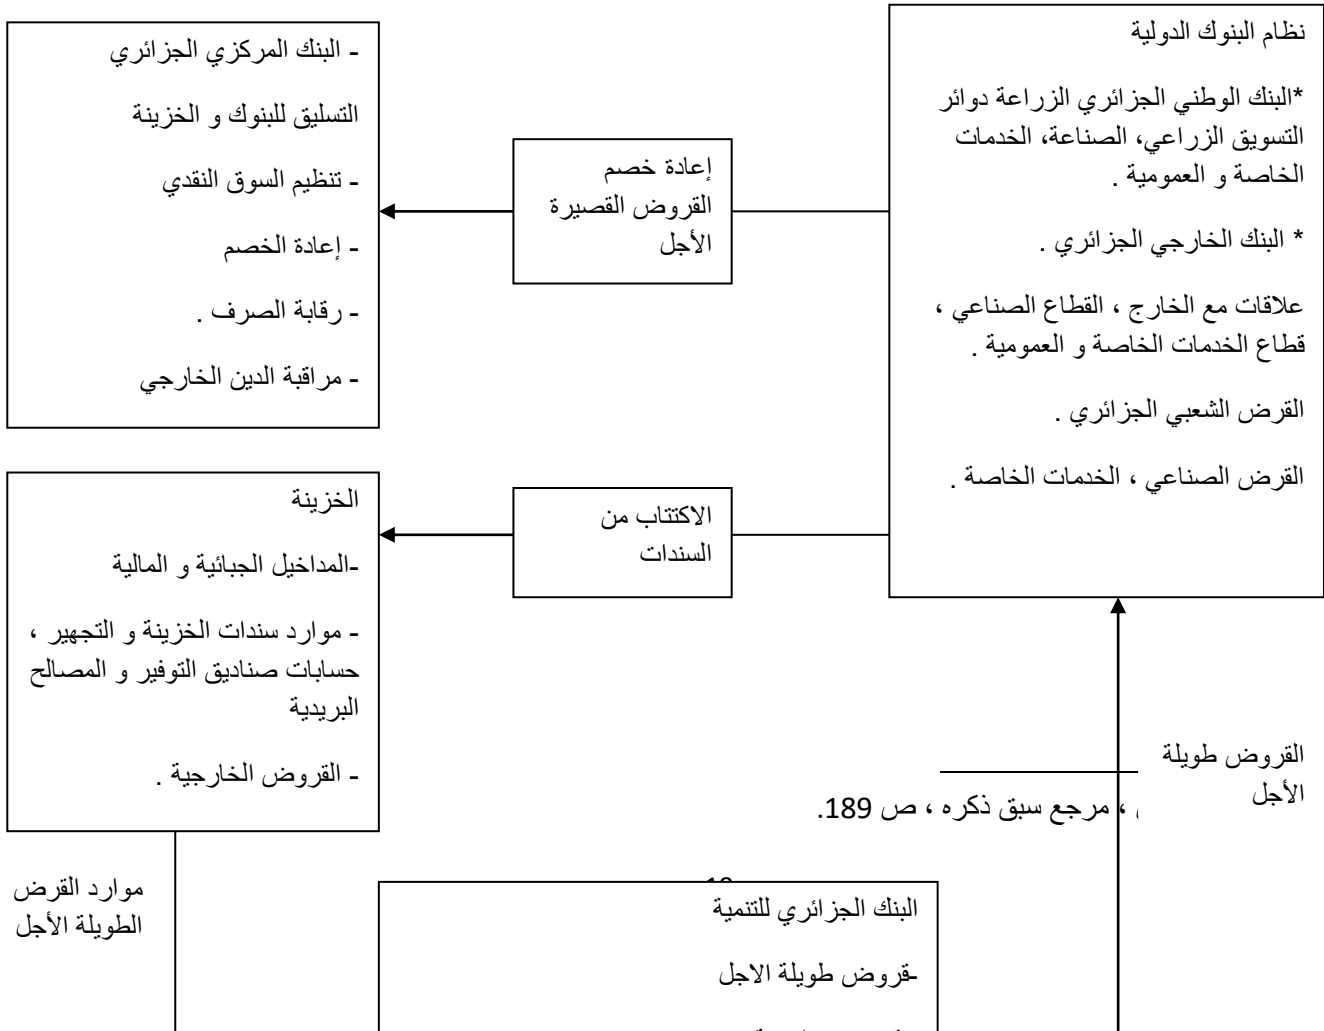 نظام البنوك الدولية
*البنك الوطني الجزائري الزراعة دوائر
التسويق الزراعي، الصناعة، الخدمات
الخاصة و العمومية .
* البنك الخارجي الجزائري .
علاقات مع الخارج ، القطاع الصناعي ،
قطاع الخدمات الخاصة و العمومية .
القرض الشعبي الجزائري .
القرض الصناعي ، الخدمات الخاصة .
إعادة خصم
القروض القصيرة
الأجل
- البنك المركزي الجزائري
التسليق للبنوك و الخزينة
- تنظيم السوق النقدي
- إعادة الخصم
- رقابة الصرف .
- مراقبة الدين الخارجي
الاكتتاب من
السندات
الخزينة
-المداخيل الجبائية و المالية
- موارد سندات الخزينة و التجهير ،
حسابات صناديق التوفير و المصالح
البريدية
- القروض الخارجية .
القروض طويلة
الأجل
، مرجع سبق ذكره ، ص 189.
موارد القرض
الطويلة الأجل
البنك الجزائري للتنمية
-قروض طويلة الاجل